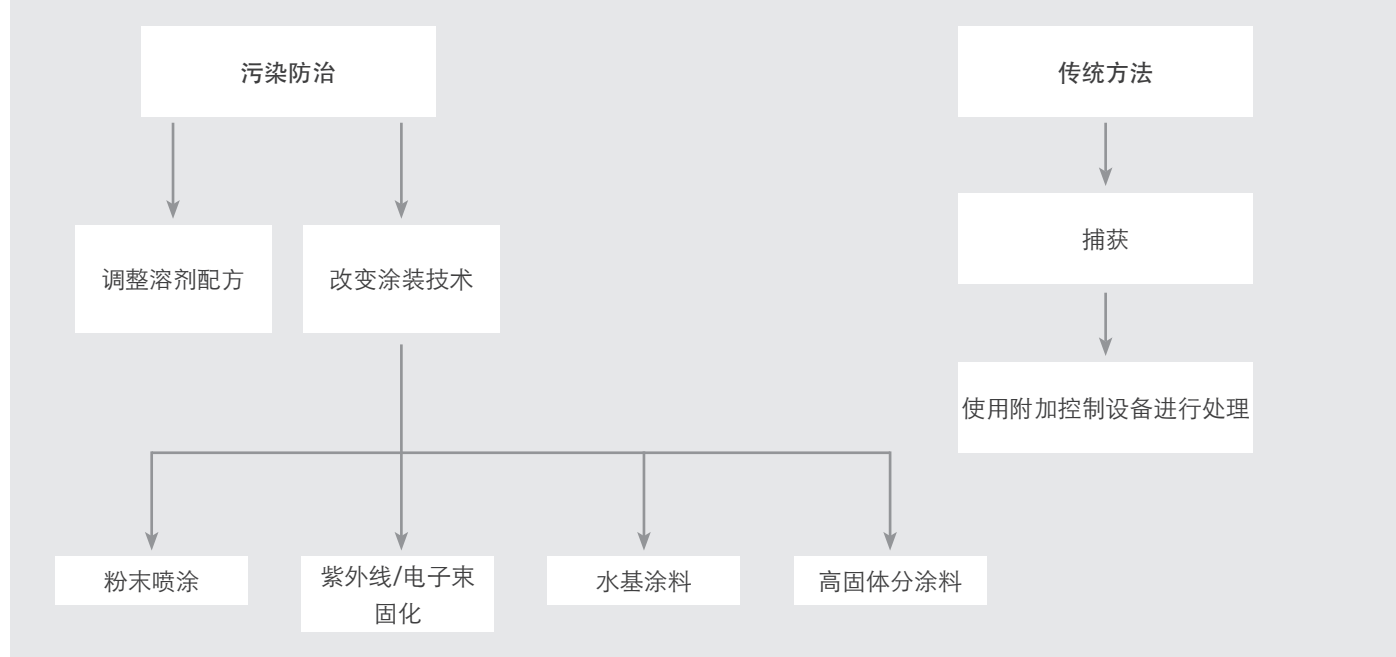 污染防治
传统方法
捕获
调整溶剂配方
改变涂装技术
使用附加控制设备进行处理
粉末喷涂
紫外线/电子束
固化
水基涂料
高固体分涂料